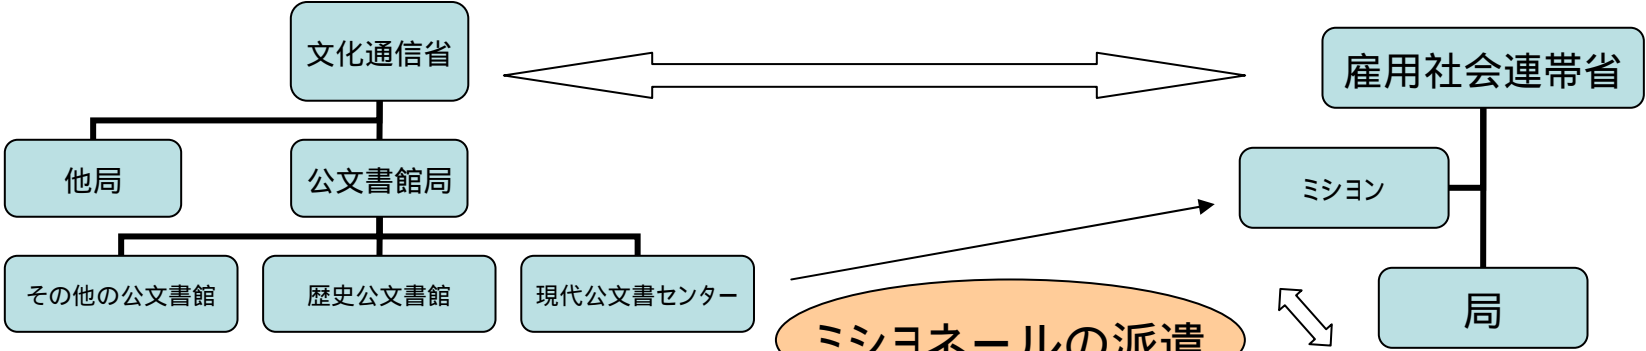 文化通信省
雇用社会連帯省
他局
公文書館局
ミシヨン
その他の公文書館
歴史公文書館
現代公文書センター
局
ミシヨネールの派遣